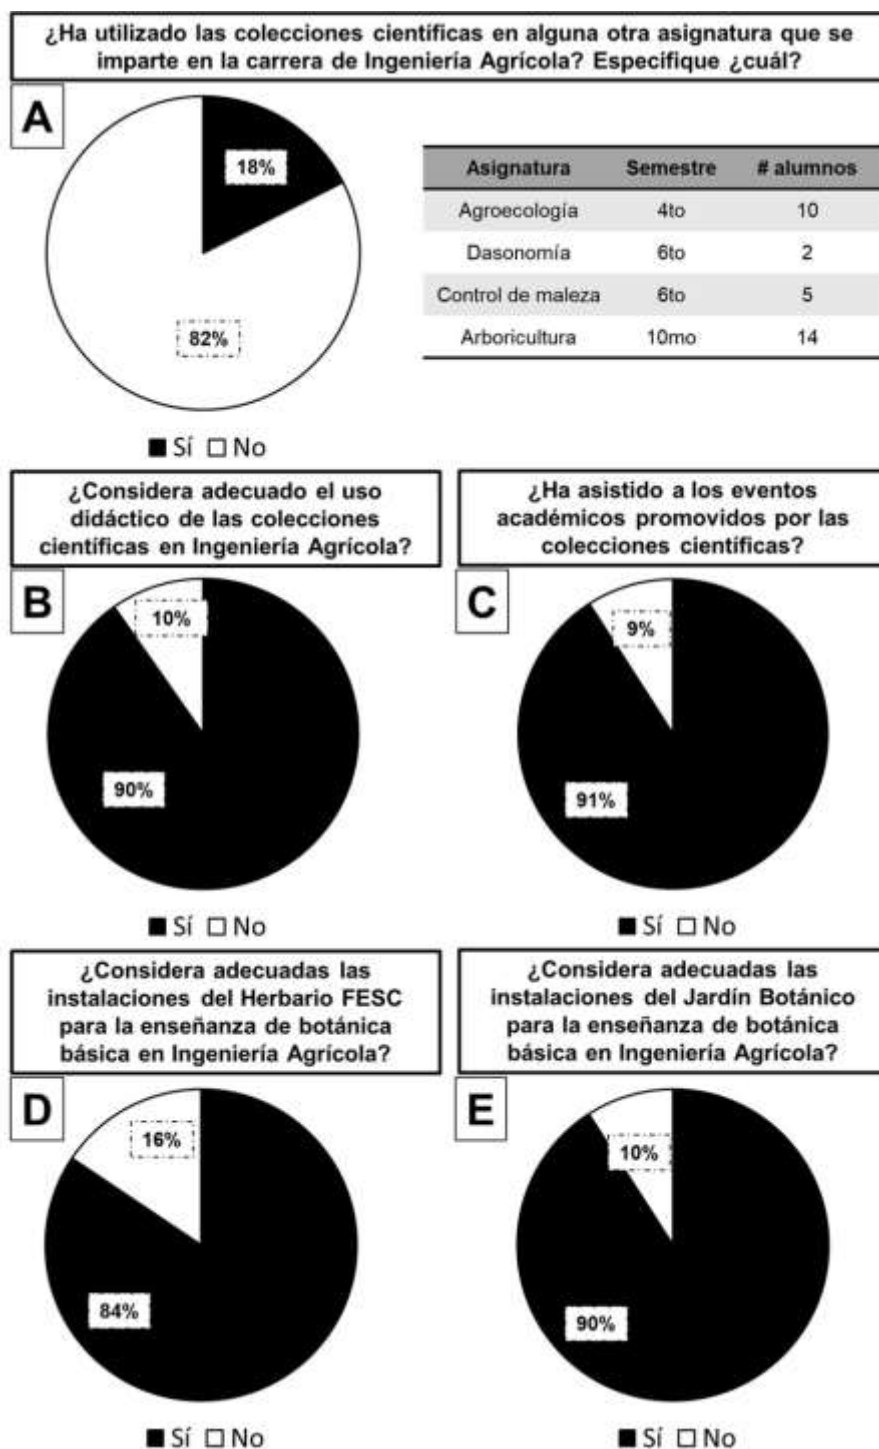 ¿Ha utilizado las colecciones científicas en alguna otra asignatura que se
imparte en la carrera de Ingeniería Agrícola? Especifique ¿cuál?
A
18%
82%
■ Sí □ No
Asignatura Semestre # alumnos
Agroecología 4to 10
Dasonomía 6to 2
Control de maleza 6to 5
Arboricultura 10mo 14
¿Considera adecuado el uso
didáctico de las colecciones
científicas en Ingeniería Agrícola?
B
10%
90%
■ Sí □ No
¿Ha asistido a los eventos
académicos promovidos por las
colecciones científicas?
C
9%
91%
■ Sí □ No
¿Considera adecuadas las
instalaciones del Herbario FESC
para la enseñanza de botánica
básica en Ingeniería Agrícola?
D
16%
84%
■ Sí □ No
¿Considera adecuadas las
instalaciones del Jardín Botánico
para la enseñanza de botánica
básica en Ingeniería Agrícola?
E
10%
90%
■ Sí □ No